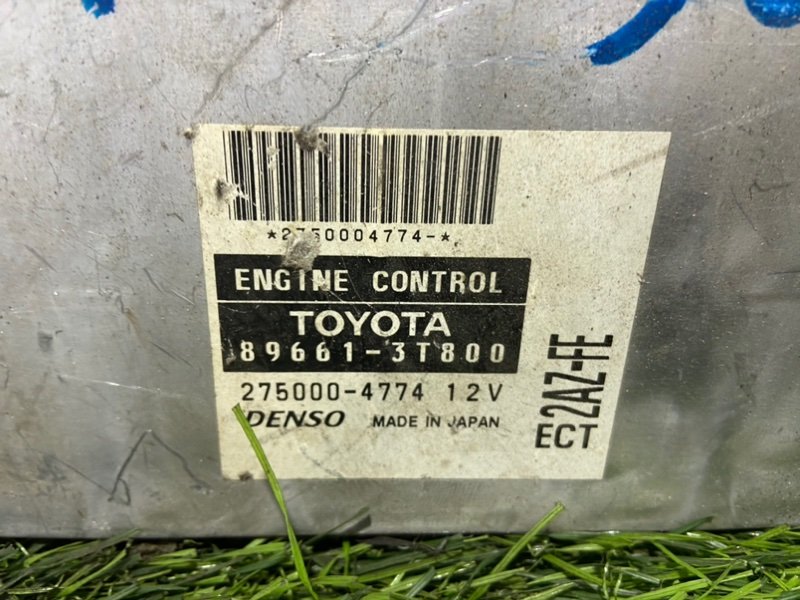 *2750004774-*
ENGINE CONTROL
TOYOTA
89661-3T800
275000-4774 12V
DENSO MADE IN JAPAN
2AZ-FE
ECT